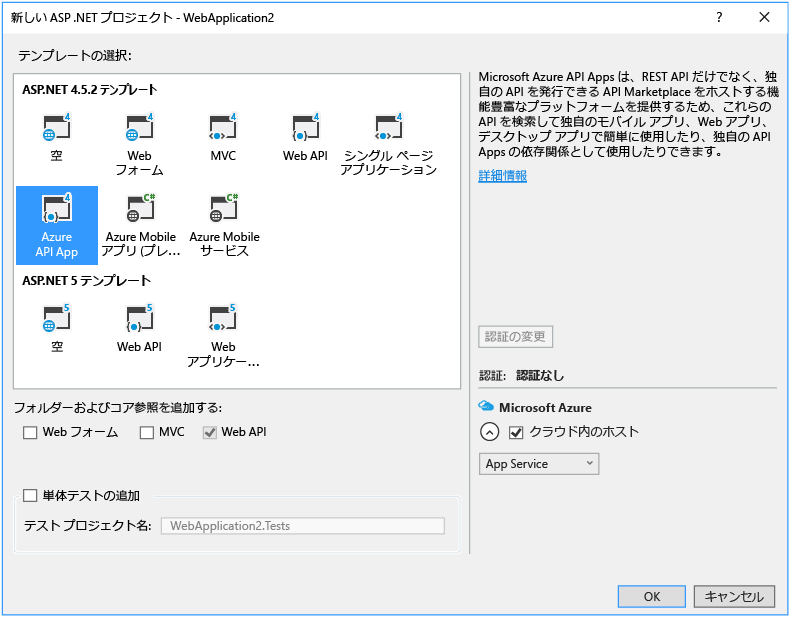 新しい ASP .NET プロジェクト - WebApplication2
?
テンプレートの選択:
ASP.NET 4.5.2 テンプレート
4
4
4
4
4
空
Web
フォーム
MVC
Web API
シングル ページ
アプリケーション
4
C#
C#
Azure
API App
Azure Mobile
アプリ (プレ...
Azure Mobile
サービス
ASP.NET 5 テンプレート
5
5
5
空
Web API
Web
アプリケー...
フォルダーおよびコア参照を追加する:
Web フォーム
MVC
Web API
単体テストの追加
テスト プロジェクト名:
WebApplication2.Tests
Microsoft Azure API Apps は、REST API だけでなく、独
自の API を発行できる API Marketplace をホストする機
能豊富なプラットフォームを提供するため、これらの
API を検索して独自のモバイル アプリ、Web アプリ、
デスクトップ アプリで簡単に使用したり、独自の API
Apps の依存関係として使用したりできます。
詳細情報
認証の変更
認証: 認証なし
Microsoft Azure
クラウド内のホスト
App Service
OK
キャンセル